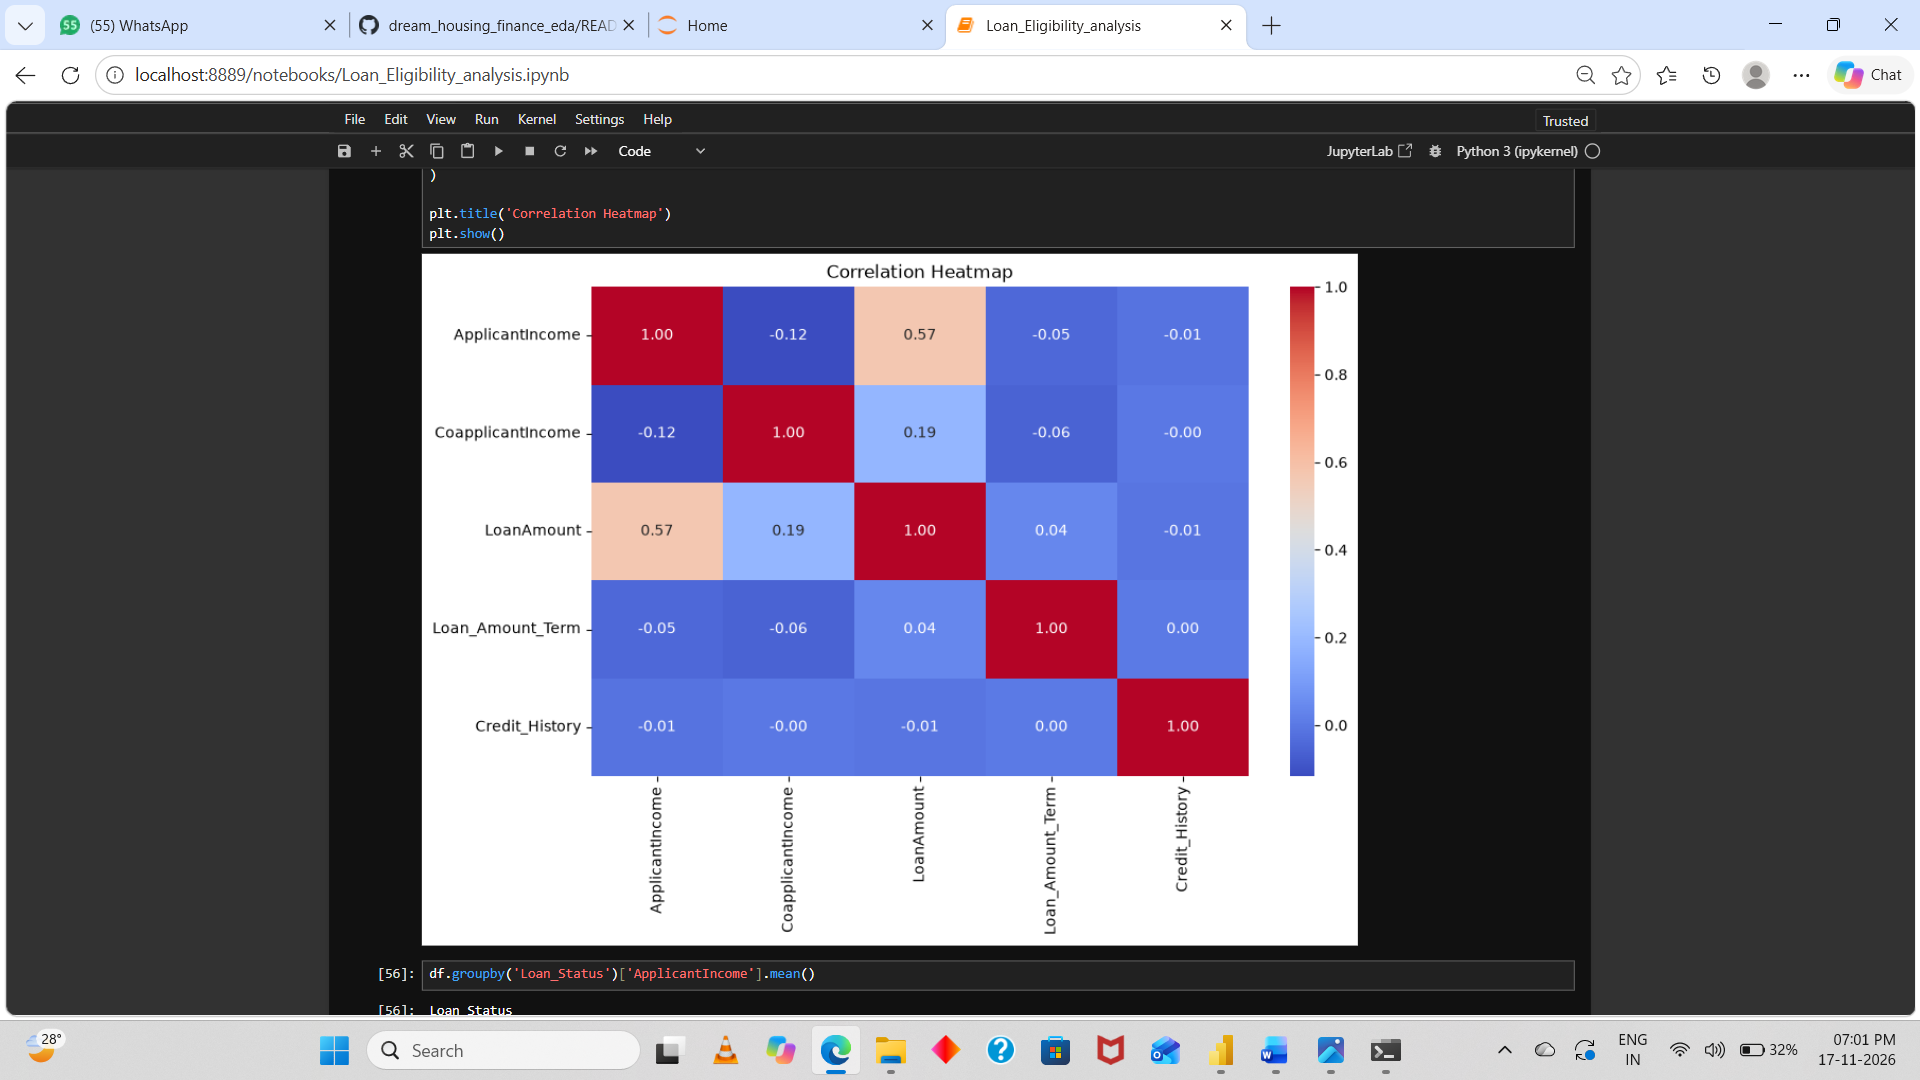 55 (55) WhatsApp
dream_housing_finance_eda/READ
Home
Loan_Eligibility_analysis
localhost:8889/notebooks/Loan_Eligibility_analysis.ipynb
Chat
File Edit View Run Kernel Settings Help
Trusted
Code
JupyterLab
Python 3 (ipykernel)
)
plt.title('Correlation Heatmap')
plt.show()
Correlation Heatmap
ApplicantIncome 1.00 -0.12 0.57 -0.05 -0.01
CoapplicantIncome -0.12 1.00 0.19 -0.06 -0.00
LoanAmount 0.57 0.19 1.00 0.04 -0.01
Loan_Amount_Term -0.05 -0.06 0.04 1.00 0.00
Credit_History -0.01 -0.00 -0.01 0.00 1.00
ApplicantIncome
CoapplicantIncome
LoanAmount
Loan_Amount_Term
Credit_History
1.0
0.8
0.6
0.4
0.2
0.0
[56]: df.groupby('Loan_Status')['ApplicantIncome'].mean()
[56]: Loan_Status
28°
Search
ENG
IN
32%
07:01 PM
17-11-2026